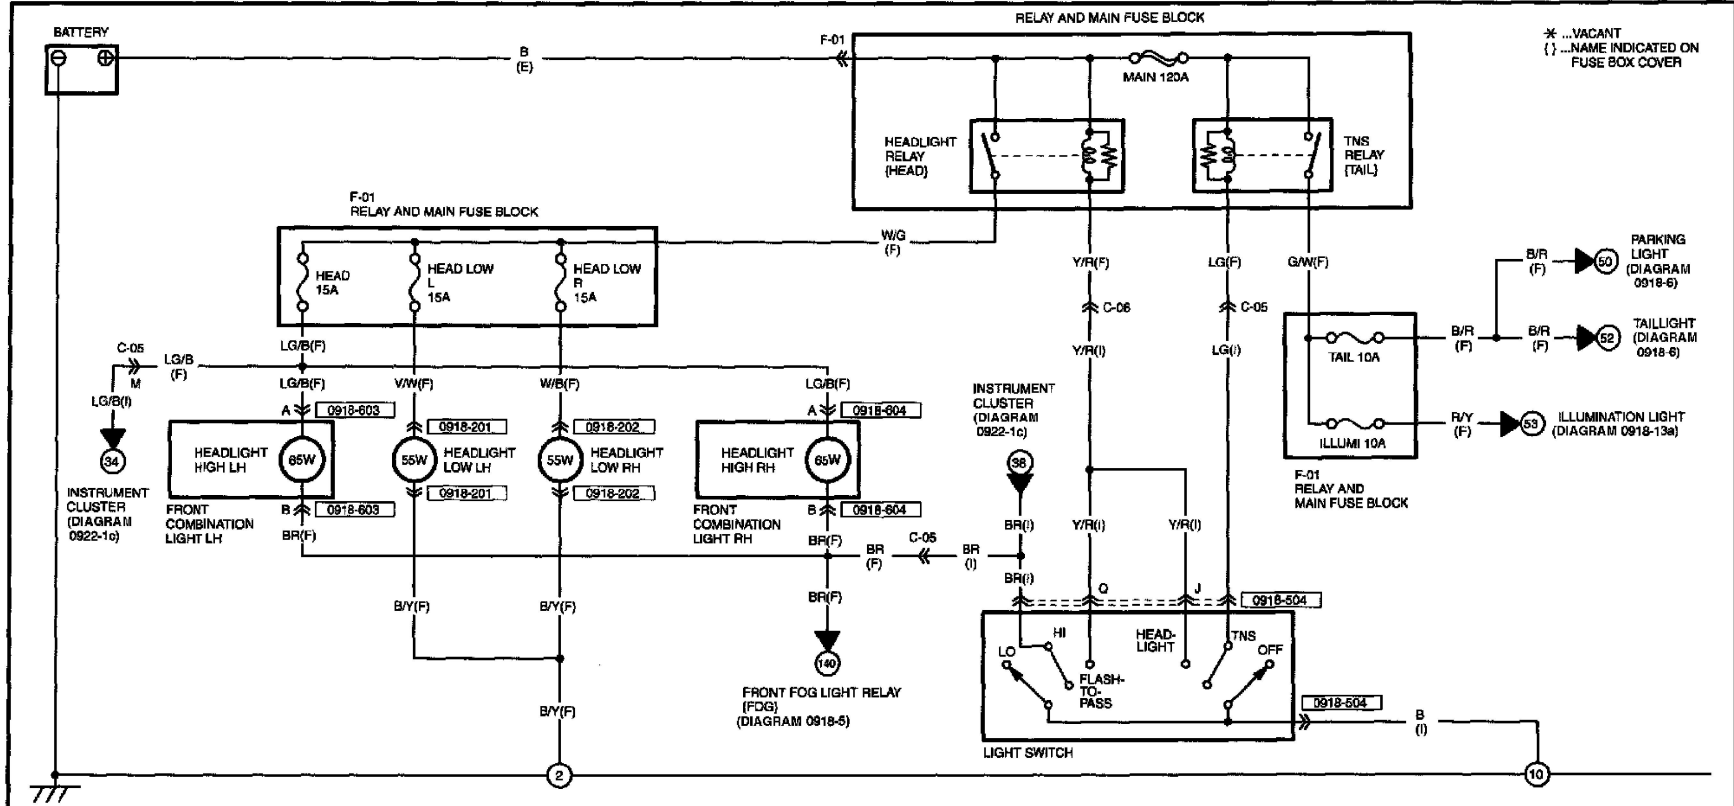 RELAY AND MAIN FUSE BLOCK
BATTERY
B
(E)
F-01
MAIN 120A
✻ ...VACANT
{ } ...NAME INDICATED ON
FUSE BOX COVER
HEADLIGHT
RELAY
{HEAD}
TNS
RELAY
{TAIL}
F-01
RELAY AND MAIN FUSE BLOCK
HEAD
15A
HEAD LOW
L
15A
HEAD LOW
R
15A
W/G
(F)
Y/R(F)
LG(F)
G/W(F)
C-06
C-05
Y/R(I)
LG(I)
B/R
(F)
50
PARKING
LIGHT
(DIAGRAM
0918-6)
TAIL 10A
B/R
(F)
B/R
(F)
52
TAILLIGHT
(DIAGRAM
0918-6)
ILLUMI 10A
R/Y
(F)
53
ILLUMINATION LIGHT
(DIAGRAM 0918-13a)
F-01
RELAY AND
MAIN FUSE BLOCK
LG/B(F)
C-05
M
LG/B
(F)
LG/B(I)
34
INSTRUMENT
CLUSTER
(DIAGRAM
0922-1c)
LG/B(F)
V/W(F)
W/B(F)
LG/B(F)
A
0918-603
0918-201
0918-202
A
0918-604
HEADLIGHT
HIGH LH
65W
55W
HEADLIGHT
LOW LH
55W
HEADLIGHT
LOW RH
HEADLIGHT
HIGH RH
65W
B
0918-603
0918-201
0918-202
B
0918-604
FRONT
COMBINATION
LIGHT LH
FRONT
COMBINATION
LIGHT RH
BR(F)
BR(F)
BR
(F)
C-05
BR
(I)
INSTRUMENT
CLUSTER
(DIAGRAM
0922-1c)
38
BR(I)
BR(I)
Y/R(I)
Y/R(I)
Q
J
0918-504
B/Y(F)
B/Y(F)
BR(F)
140
FRONT FOG LIGHT RELAY
{FOG}
(DIAGRAM 0918-5)
B/Y(F)
LO
HI
FLASH-
TO-
PASS
HEAD-
LIGHT
TNS
OFF
0918-504
B
(I)
LIGHT SWITCH
2
10